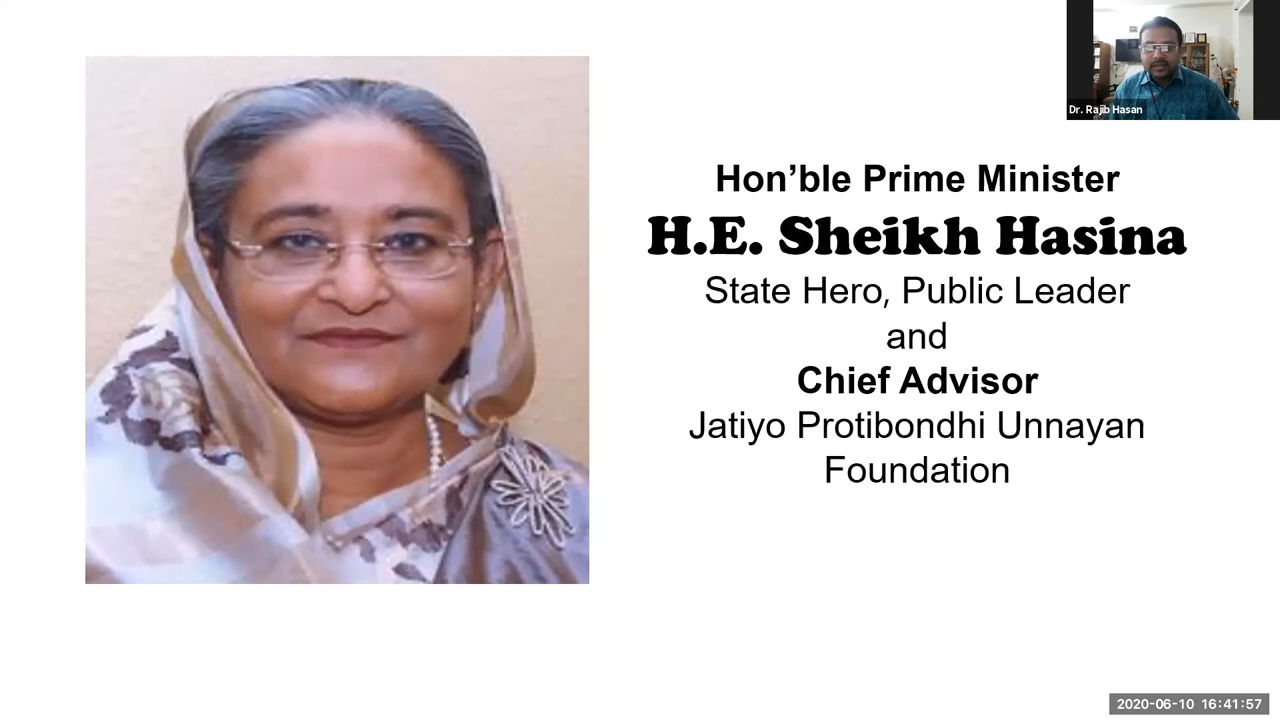 Dr. Rajib Hasan
Hon’ble Prime Minister
H.E. Sheikh Hasina
State Hero, Public Leader
and
Chief Advisor
Jatiyo Protibondhi Unnayan
Foundation
2020-06-10 16:41:57